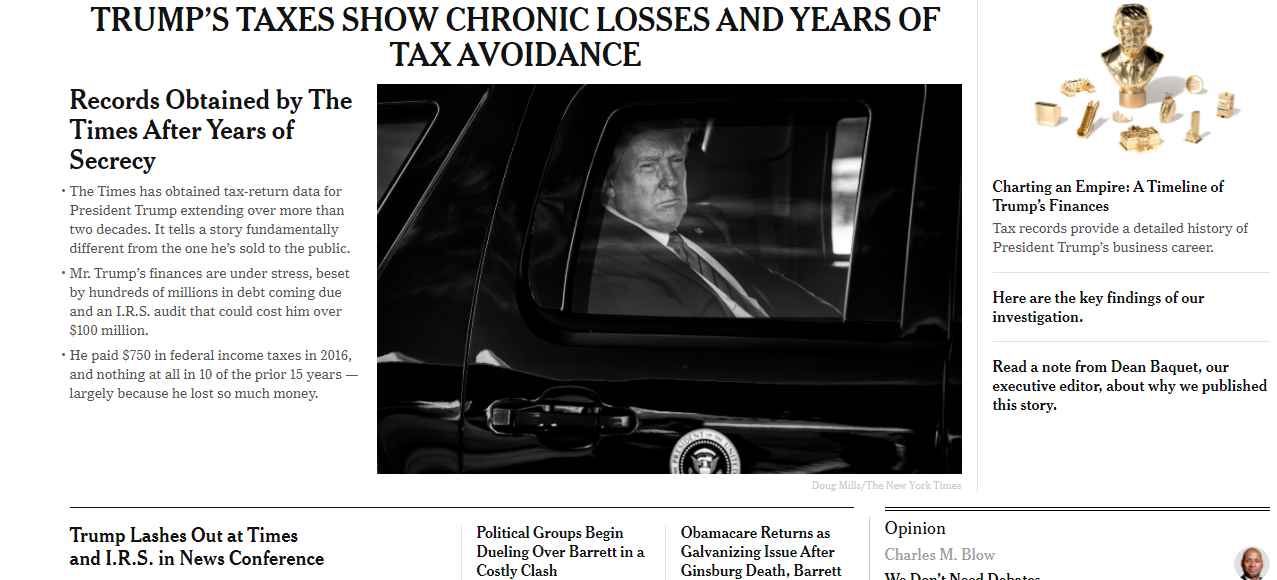 TRUMP’S TAXES SHOW CHRONIC LOSSES AND YEARS OF
TAX AVOIDANCE
Records Obtained by The
Times After Years of
Secrecy
• The Times has obtained tax-return data for
President Trump extending over more than
two decades. It tells a story fundamentally
different from the one he’s sold to the public.
• Mr. Trump’s finances are under stress, beset
by hundreds of millions in debt coming due
and an I.R.S. audit that could cost him over
$100 million.
• He paid $750 in federal income taxes in 2016,
and nothing at all in 10 of the prior 15 years —
largely because he lost so much money.
PRESIDENT OF THE UNITED
Doug Mills/The New York Times
Charting an Empire: A Timeline of
Trump’s Finances
Tax records provide a detailed history of
President Trump’s business career.
Here are the key findings of our
investigation.
Read a note from Dean Baquet, our
executive editor, about why we published
this story.
Trump Lashes Out at Times
and I.R.S. in News Conference
Political Groups Begin
Dueling Over Barrett in a
Costly Clash
Obamacare Returns as
Galvanizing Issue After
Ginsburg Death, Barrett
Opinion
Charles M. Blow
We Don’t Need Debates